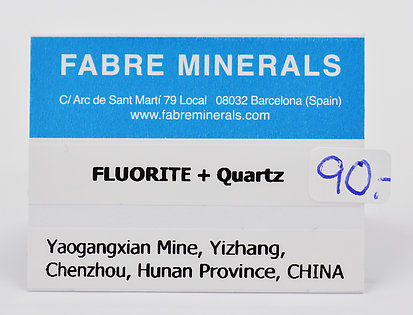 FABRE MINERALS
C/ Arc de Sant Martí 79 Local 08032 Barcelona (Spain)
www.fabreminerals.com
FLUORITE + Quartz
90.-
Yaogangxian Mine, Yizhang,
Chenzhou, Hunan Province, CHINA